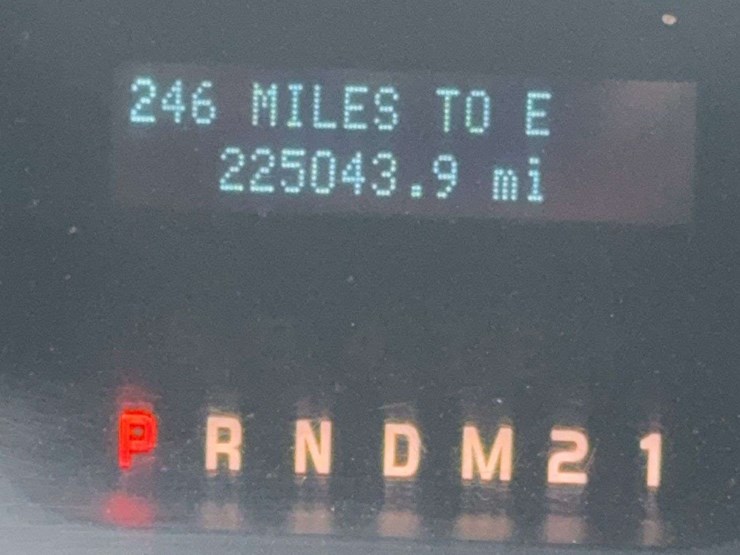 246 MILES TO E
225043.9 mi
P R N D M 2 1